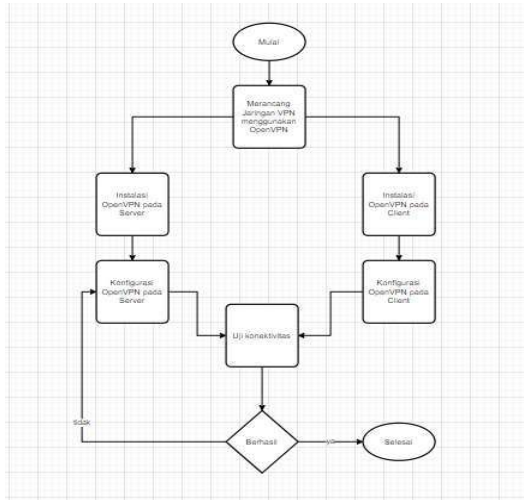 Mulai
Merancang
Jaringan VPN
menggunakan
OpenVPN
Instalasi
OpenVPN pada
Server
Instalasi
OpenVPN pada
Client
Konfigurasi
OpenVPN pada
Server
Konfigurasi
OpenVPN pada
Client
Uji konektivitas
tidak
Berhasil
ya
Selesai